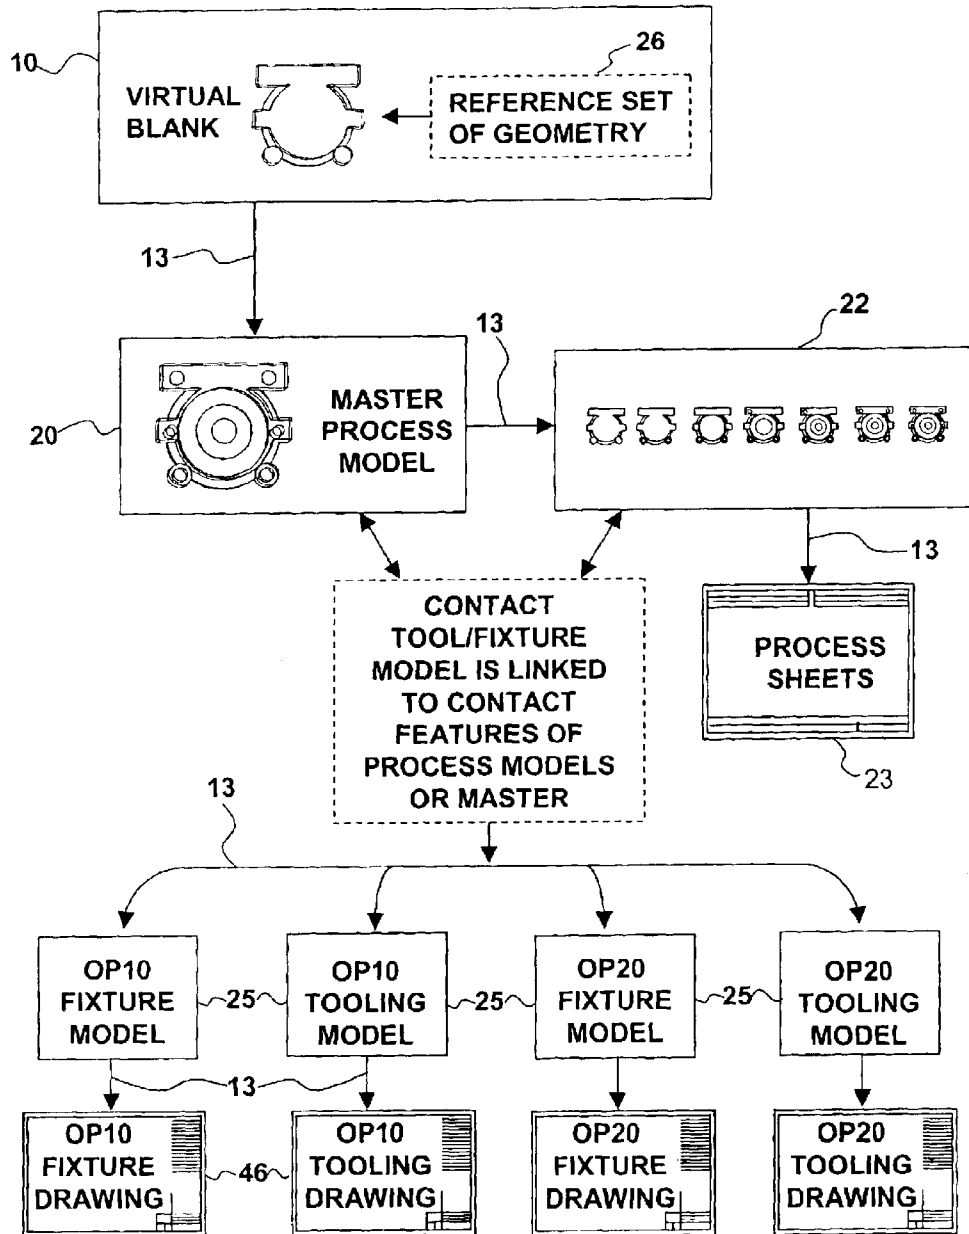 10
26
VIRTUAL
BLANK
REFERENCE SET
OF GEOMETRY
13
13
22
20
MASTER
PROCESS
MODEL
13
CONTACT
TOOL/FIXTURE
MODEL IS LINKED
TO CONTACT
FEATURES OF
PROCESS MODELS
OR MASTER
PROCESS
SHEETS
23
13
OP10
FIXTURE
MODEL
25
OP10
TOOLING
MODEL
25
OP20
FIXTURE
MODEL
25
OP20
TOOLING
MODEL
13
OP10
FIXTURE
DRAWING
46
OP10
TOOLING
DRAWING
OP20
FIXTURE
DRAWING
OP20
TOOLING
DRAWING